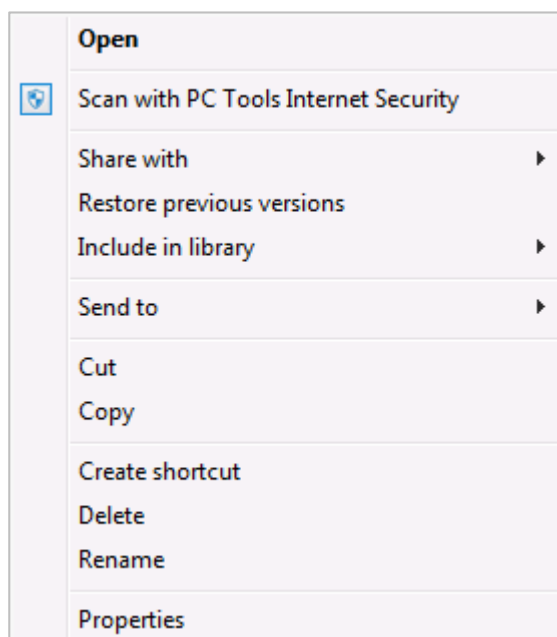 Open
Scan with PC Tools Internet Security
Share with
Restore previous versions
Include in library
Send to
Cut
Copy
Create shortcut
Delete
Rename
Properties